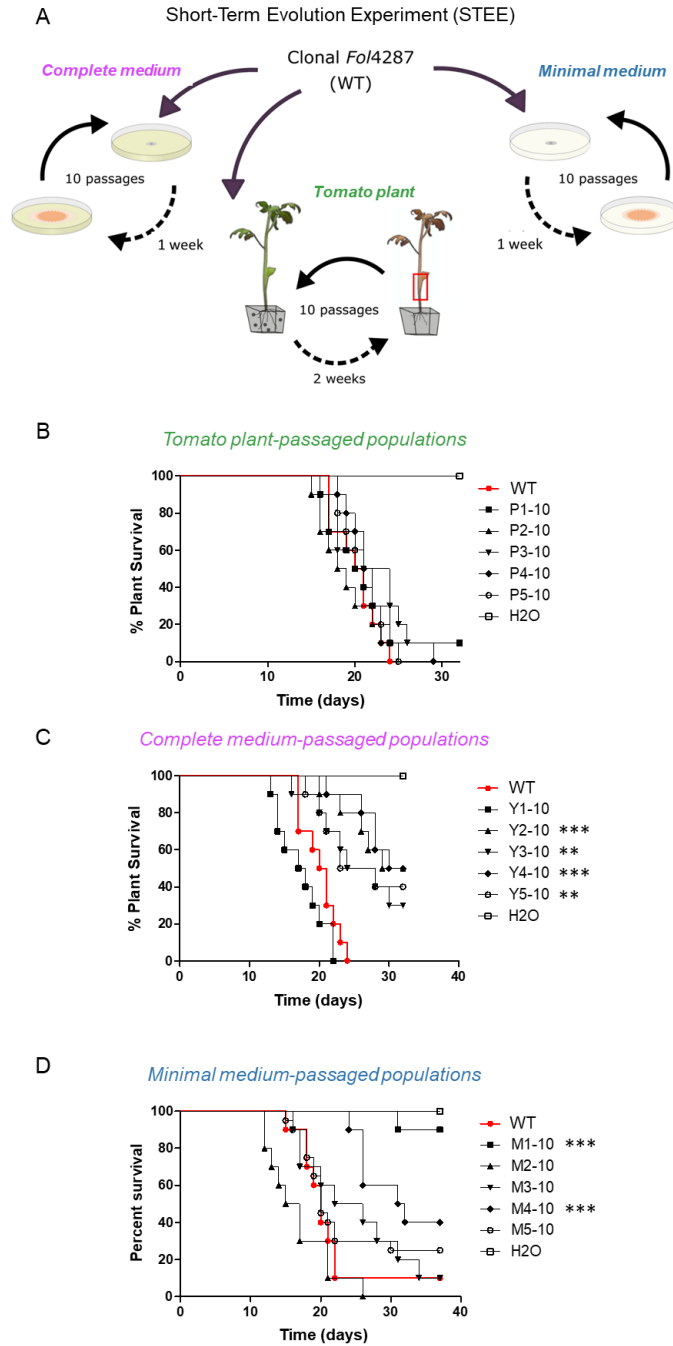 A
Short-Term Evolution Experiment (STEE)
Complete medium
Clonal Fol4287
(WT)
Minimal medium
10 passages
1 week
Tomato plant
10 passages
2 weeks
10 passages
1 week
B
Tomato plant-passaged populations
% Plant Survival
100
80
60
40
20
0
0 10 20 30
Time (days)
WT
P1-10
P2-10
P3-10
P4-10
P5-10
H2O
C
Complete medium-passaged populations
% Plant Survival
100
80
60
40
20
0
0 10 20 30 40
Time (days)
WT
Y1-10
Y2-10 ***
Y3-10 **
Y4-10 ***
Y5-10 **
H2O
D
Minimal medium-passaged populations
Percent survival
100
80
60
40
20
0
0 10 20 30 40
Time (days)
WT
M1-10 ***
M2-10
M3-10
M4-10 ***
M5-10
H2O